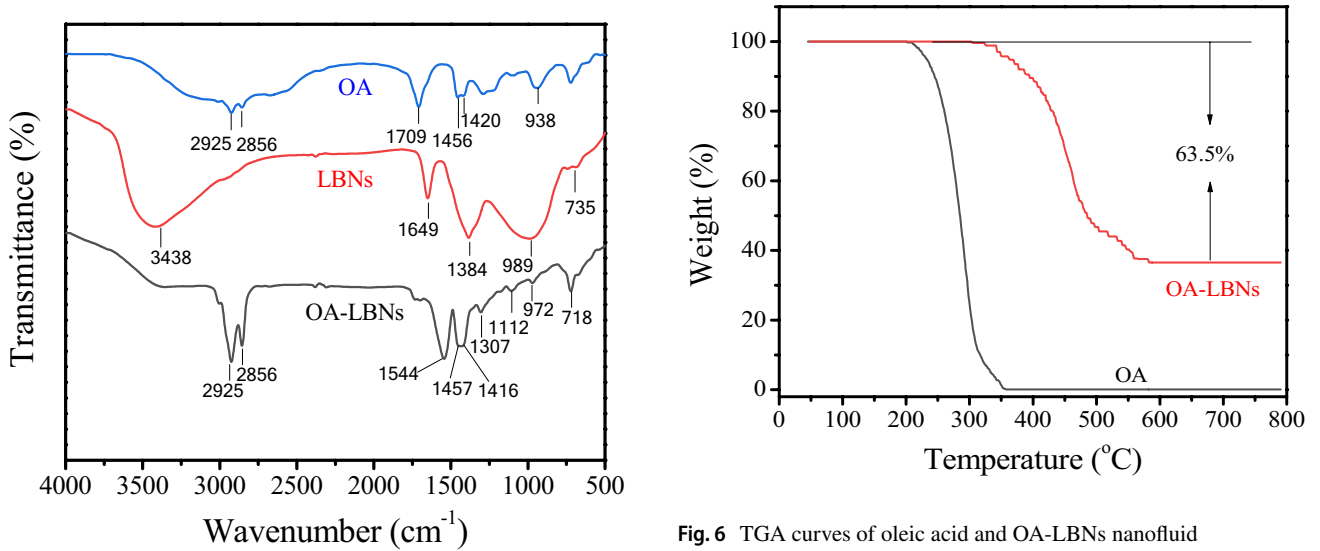 Transmittance (%)
OA
2925
2856
1709
1456
1420
938
LBNs
3438
1649
1384
989
735
OA-LBNs
2925
2856
1544
1457
1416
1307
1112
972
718
4000 3500 3000 2500 2000 1500 1000 500
Wavenumber (cm-1)
Weight (%)
100
80
60
40
20
0
63.5%
OA-LBNs
OA
0 100 200 300 400 500 600 700 800
Temperature (oC)
Fig. 6 TGA curves of oleic acid and OA-LBNs nanofluid